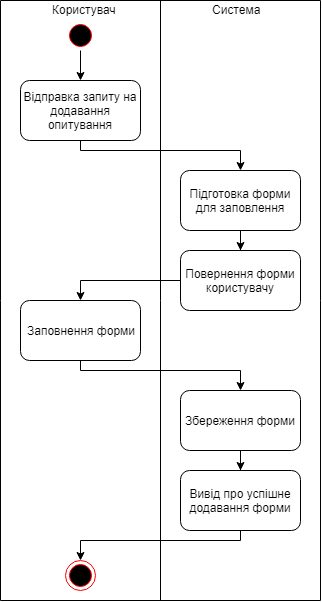 Користувач
Система
Відправка запиту на
додавання
опитування
Підготовка форми
для заповлення
Повернення форми
користувачу
Заповнення форми
Збереження форми
Вивід про успішне
додавання форми